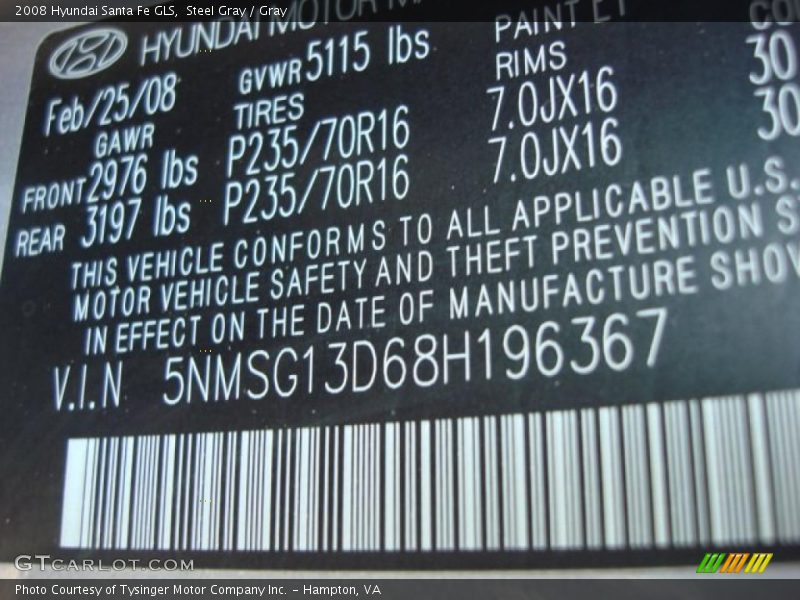 2008 Hyundai Santa Fe GLS, Steel Gray / Gray
HYUNDAI MOTOR
Feb/25/08 GVWR 5115 lbs PAINT
GAWR TIRES RIMS
FRONT 2976 lbs P235/70R16 7.0JX16 30
REAR 3197 lbs P235/70R16 7.0JX16 30
THIS VEHICLE CONFORMS TO ALL APPLICABLE U.S.
MOTOR VEHICLE SAFETY AND THEFT PREVENTION
IN EFFECT ON THE DATE OF MANUFACTURE
V.I.N 5NMSG13D68H196367
GTCARLOT.COM
Photo Courtesy of Tysinger Motor Company Inc. - Hampton, VA